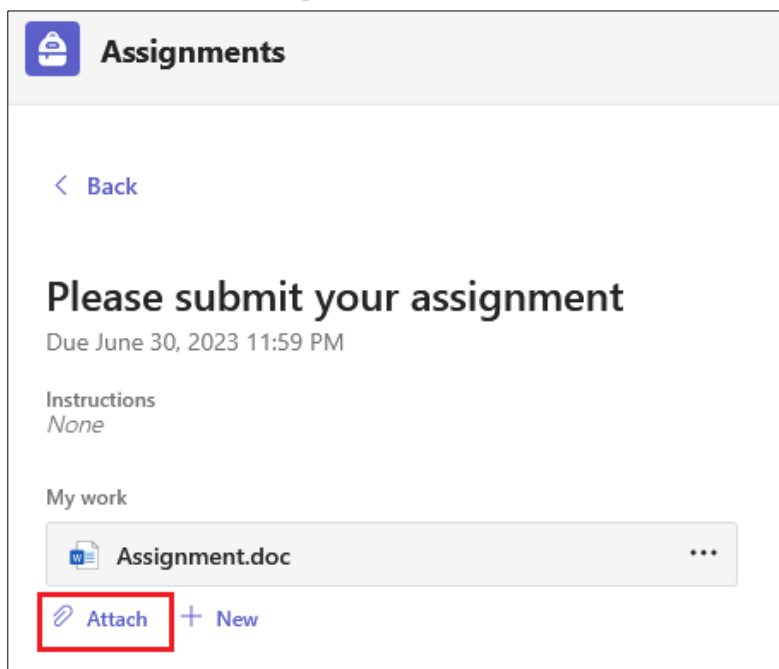 Assignments
Back
Please submit your assignment
Due June 30, 2023 11:59 PM
Instructions
None
My work
Assignment.doc
Attach + New